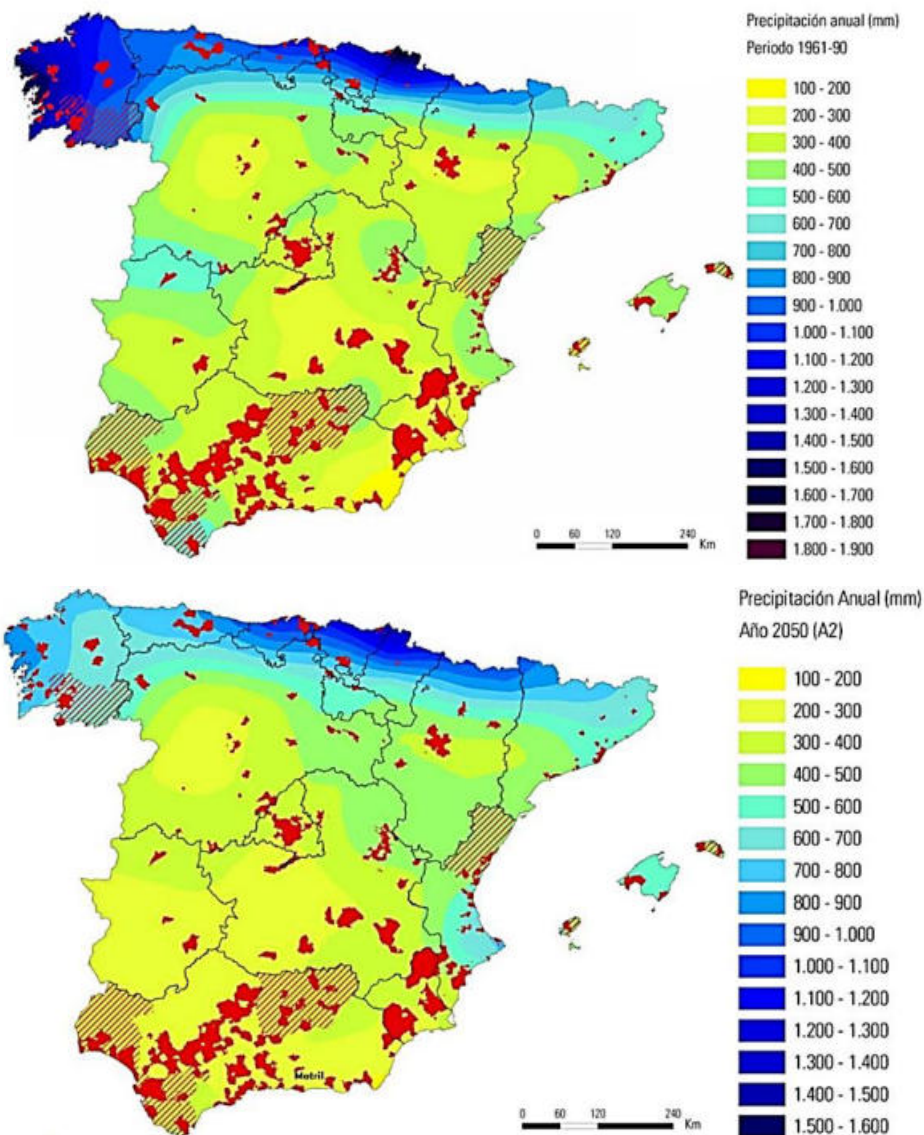 Precipitación anual (mm)
Periodo 1961-90
100 - 200
200 - 300
300 - 400
400 - 500
500 - 600
600 - 700
700 - 800
800 - 900
900 - 1.000
1.000 - 1.100
1.100 - 1.200
1.200 - 1.300
1.300 - 1.400
1.400 - 1.500
1.500 - 1.600
1.600 - 1.700
1.700 - 1.800
1.800 - 1.900
0 60 120 240
Km
Precipitación Anual (mm)
Año 2050 (A2)
100 - 200
200 - 300
300 - 400
400 - 500
500 - 600
600 - 700
700 - 800
800 - 900
900 - 1.000
1.000 - 1.100
1.100 - 1.200
1.200 - 1.300
1.300 - 1.400
1.400 - 1.500
1.500 - 1.600
Motril
0 60 120 240
Km